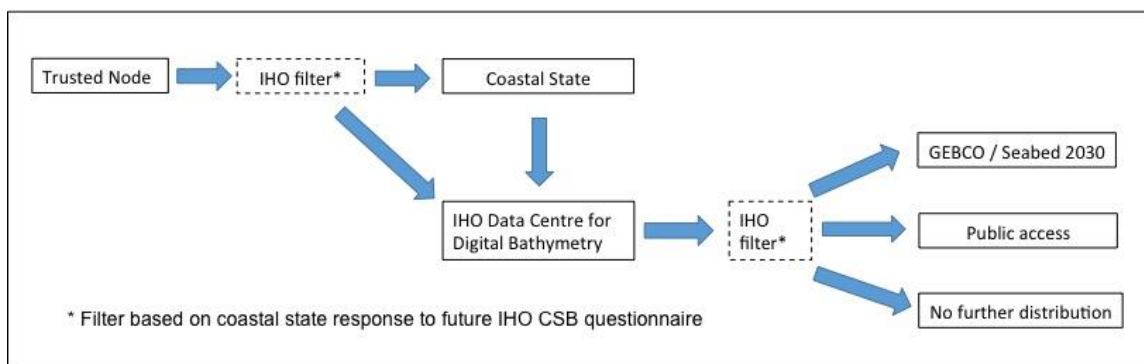 Trusted Node
IHO filter*
Coastal State
GEBCO / Seabed 2030
IHO Data Centre for
Digital Bathymetry
IHO
filter*
Public access
No further distribution
* Filter based on coastal state response to future IHO CSB questionnaire